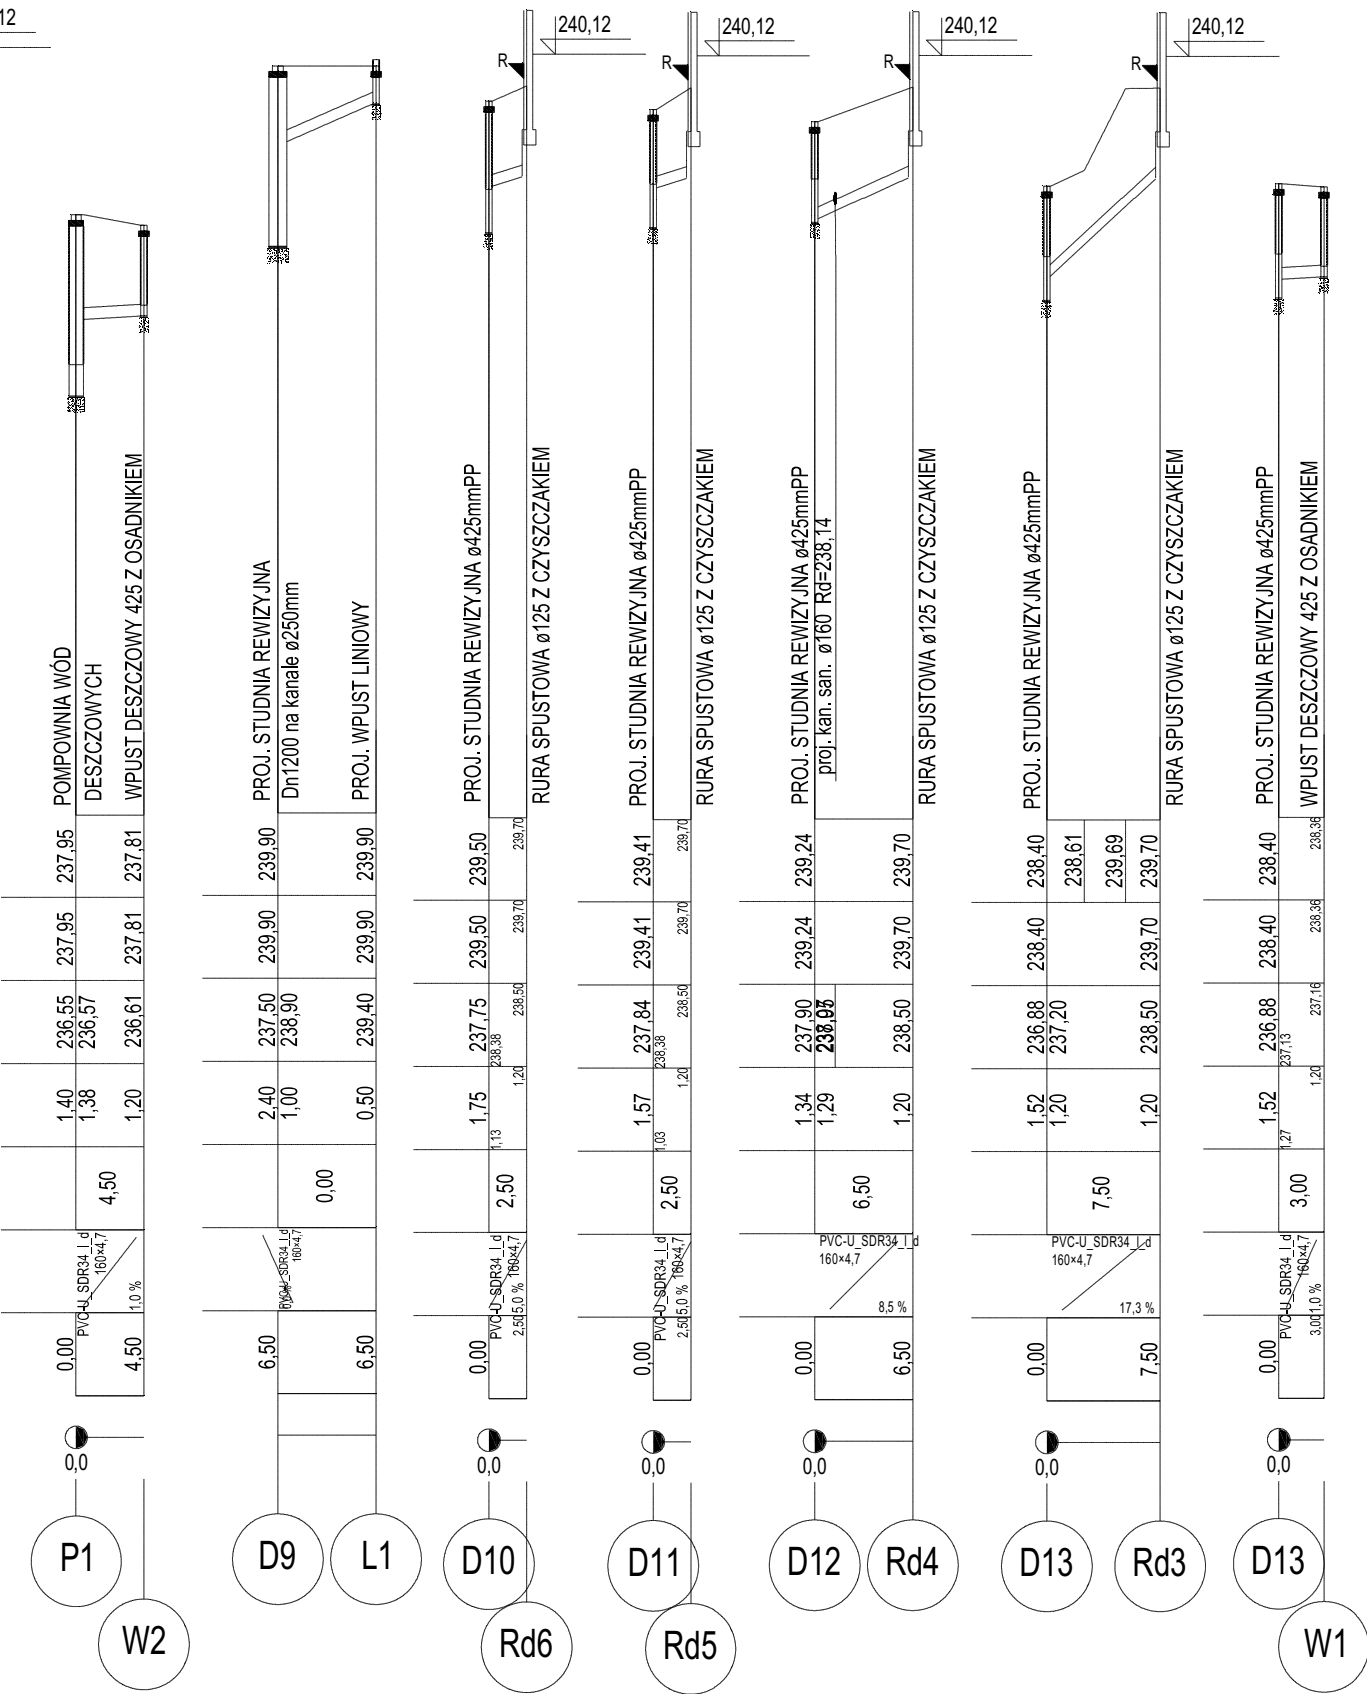 12
240,12
240,12
240,12
240,12
R
R
R
R
POMPOWNIA WÓD
DESZCZOWYCH
WPUST DESZCZOWY 425 Z OSADNIKIEM
237,95
237,81
237,95
237,81
236,55
236,57
236,61
1,40
1,38
1,20
4,50
PVC-U_SDR34_l_d
160×4,7
1,0 %
0,00
4,50
0,0
P1
W2
PROJ. STUDNIA REWIZYJNA
Dn1200 na kanale ø250mm
PROJ. WPUST LINIOWY
239,90
239,90
239,90
239,90
237,50
238,90
239,40
2,40
1,00
0,50
0,00
PVC-U_SDR34_l_d
160×4,7
6,50
6,50
D9
L1
PROJ. STUDNIA REWIZYJNA ø425mmPP
RURA SPUSTOWA ø125 Z CZYSZCZAKIEM
239,50
239,70
239,50
239,70
237,75
238,38
238,50
1,75
1,13
1,20
2,50
PVC-U_SDR34_l_d
160×4,7
5,0 %
0,00
2,50
0,0
D10
Rd6
PROJ. STUDNIA REWIZYJNA ø425mmPP
RURA SPUSTOWA ø125 Z CZYSZCZAKIEM
239,41
239,70
239,41
239,70
237,84
238,38
238,50
1,57
1,03
1,20
2,50
PVC-U_SDR34_l_d
160×4,7
5,0 %
0,00
2,50
0,0
D11
Rd5
PROJ. STUDNIA REWIZYJNA ø425mmPP
proj. kan. san. ø160 Rd=238,14
RURA SPUSTOWA ø125 Z CZYSZCZAKIEM
239,24
239,70
239,24
239,70
237,90
238,50
1,34
1,29
1,20
6,50
PVC-U_SDR34_l_d
160×4,7
8,5 %
0,00
6,50
0,0
D12
Rd4
PROJ. STUDNIA REWIZYJNA ø425mmPP
RURA SPUSTOWA ø125 Z CZYSZCZAKIEM
238,40
238,61
239,69
239,70
238,40
239,70
236,88
237,20
238,50
1,52
1,20
1,20
7,50
PVC-U_SDR34_l_d
160×4,7
17,3 %
0,00
7,50
0,0
D13
Rd3
PROJ. STUDNIA REWIZYJNA ø425mmPP
WPUST DESZCZOWY 425 Z OSADNIKIEM
238,40
238,36
238,40
238,36
236,88
237,13
237,16
1,52
1,27
1,20
3,00
PVC-U_SDR34_l_d
160×4,7
1,0 %
0,00
3,00
0,0
D13
W1